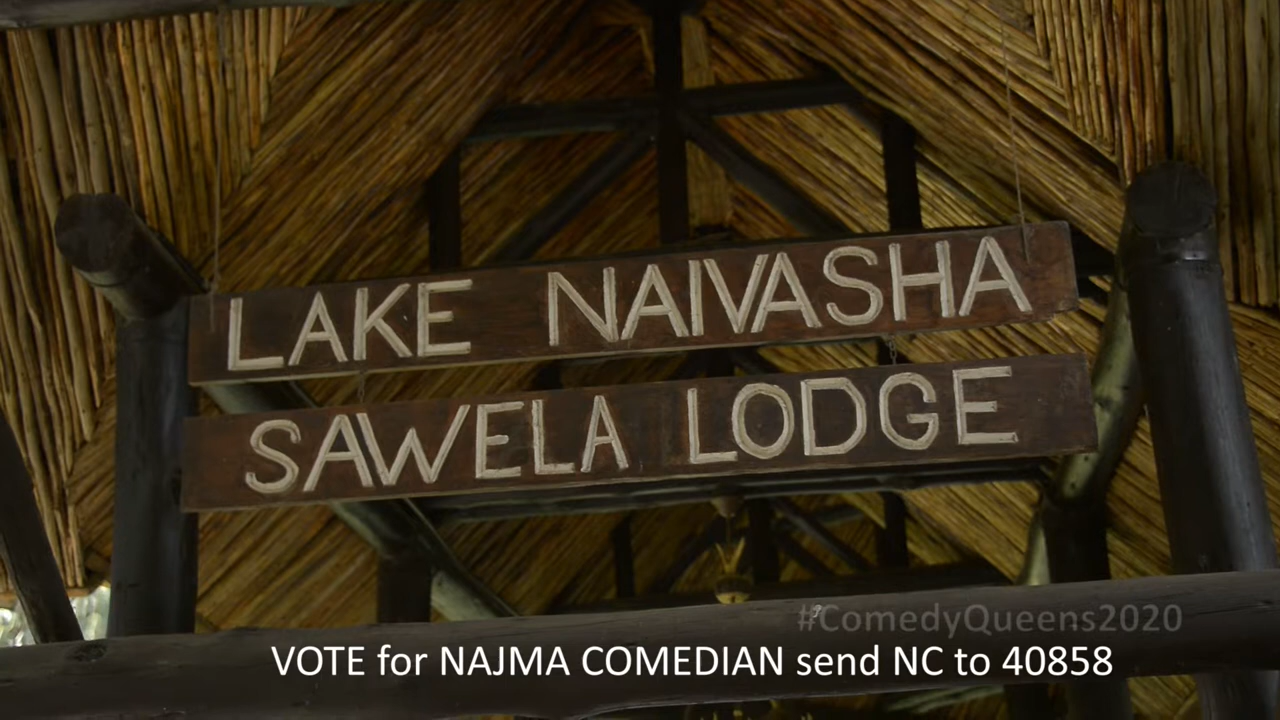 LAKE NAIVASHA
SAWELA LODGE
#ComedyQueens2020
VOTE for NAJMA COMEDIAN send NC to 40858